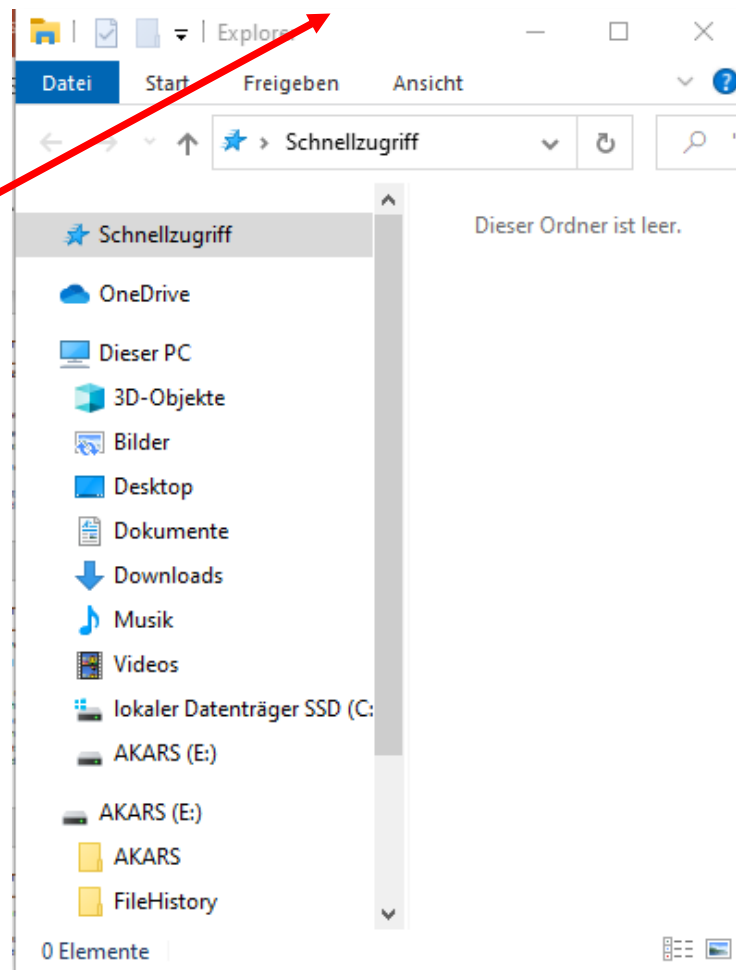 Explorer
Datei Start Freigeben Ansicht
Schnellzugriff
Schnellzugriff
Dieser Ordner ist leer.
OneDrive
Dieser PC
3D-Objekte
Bilder
Desktop
Dokumente
Downloads
Musik
Videos
lokaler Datenträger SSD (C:
AKARS (E:)
AKARS (E:)
AKARS
FileHistory
0 Elemente